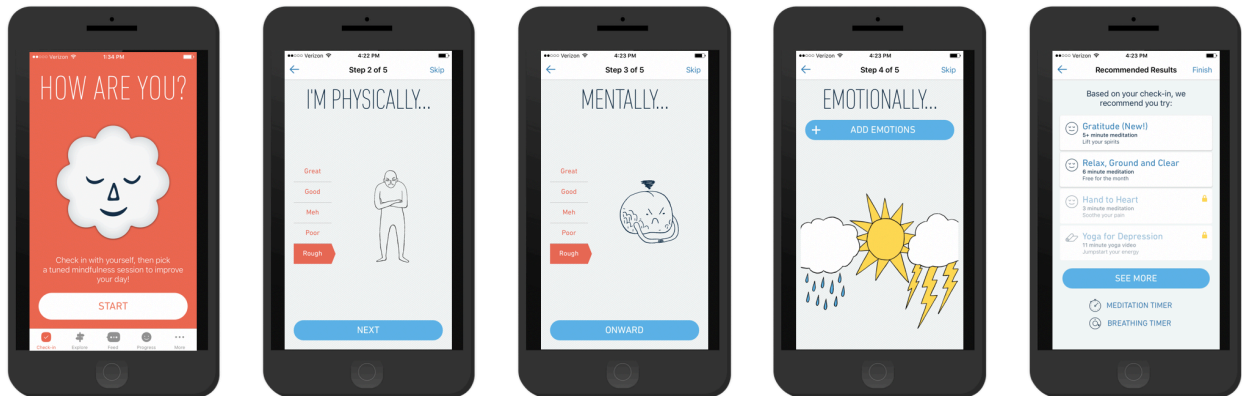 Verizon 1:34 PM
HOW ARE YOU?
Check in with yourself, then pick
a tuned mindfulness session to improve
your day!
START
Check-in Explore Feed Progress More
Verizon 4:22 PM
Step 2 of 5 Skip
I'M PHYSICALLY...
Great
Good
Meh
Poor
Rough
NEXT
Verizon 4:23 PM
Step 3 of 5 Skip
MENTALLY...
Great
Good
Meh
Poor
Rough
ONWARD
Verizon 4:23 PM
Step 4 of 5 Skip
EMOTIONALLY...
+ ADD EMOTIONS
Verizon 4:23 PM
Recommended Results Finish
Based on your check-in, we
recommend you try:
Gratitude (New!)
5+ minute meditation
Lift your spirits
Relax, Ground and Clear
6 minute meditation
Free for the month
Hand to Heart
3 minute meditation
Soothe your pain
Yoga for Depression
11 minute yoga video
Jumpstart your energy
SEE MORE
MEDITATION TIMER
BREATHING TIMER